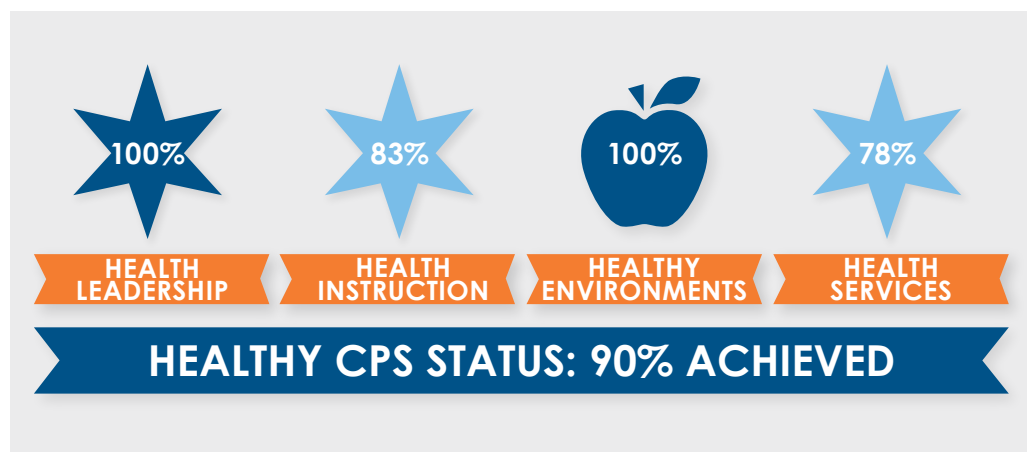 100%
83%
100%
78%
HEALTH
LEADERSHIP
HEALTH
INSTRUCTION
HEALTHY
ENVIRONMENTS
HEALTH
SERVICES
HEALTHY CPS STATUS: 90% ACHIEVED